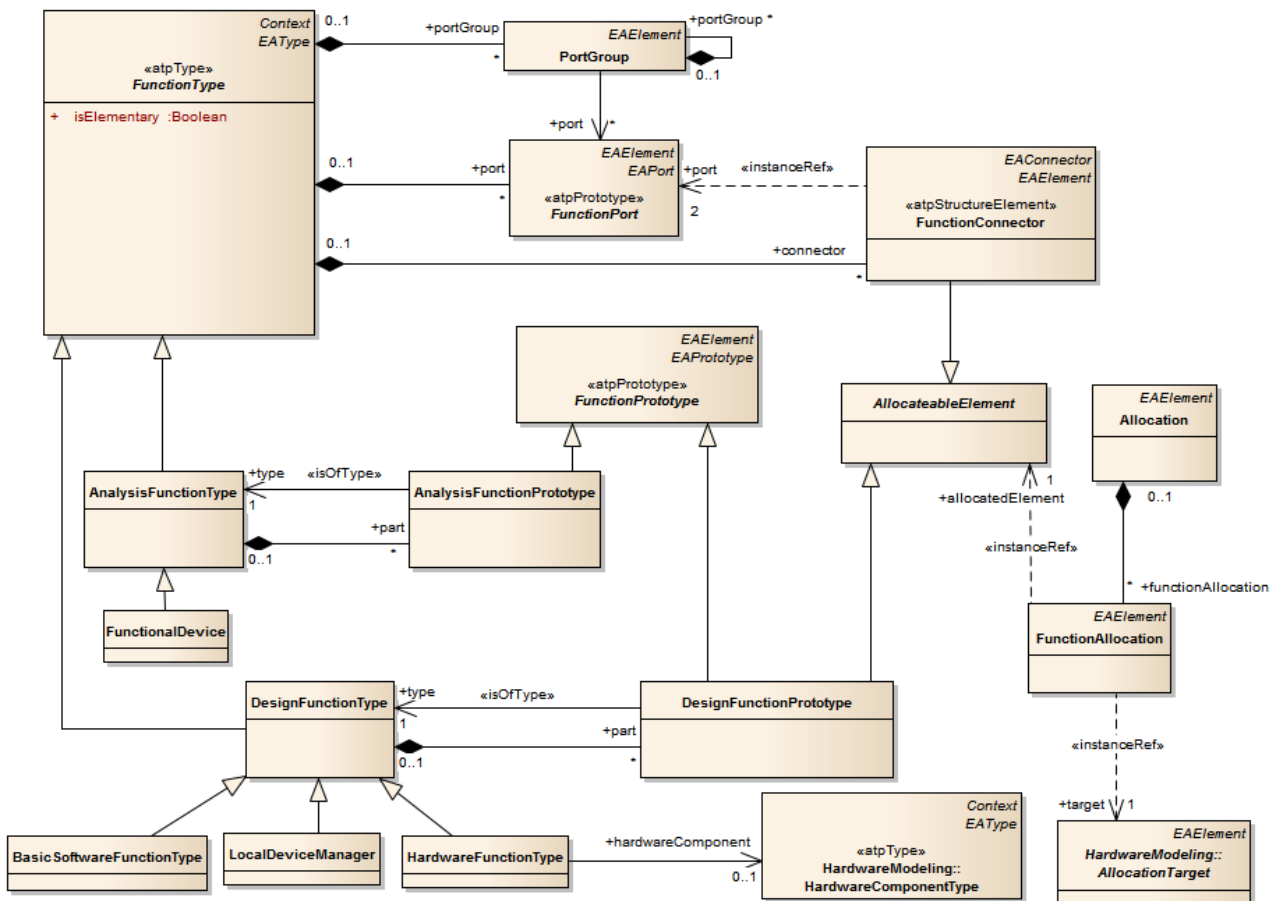 Context
EAType
«atpType»
FunctionType
+ isElementary :Boolean
0..1
+portGroup
*
EAElement
PortGroup
+portGroup *
0..1
+port
*
0..1
+port
*
EAElement
EAPort
«atpPrototype»
FunctionPort
+port
2
«instanceRef»
EAConnector
EAElement
«atpStructureElement»
FunctionConnector
0..1
+connector
*
EAElement
EAPrototype
«atpPrototype»
FunctionPrototype
AllocateableElement
EAElement
Allocation
0..1
AnalysisFunctionType
+type
«isOfType»
1
AnalysisFunctionPrototype
+part
0..1
*
1
+allocatedElement
«instanceRef»
* +functionAllocation
FunctionalDevice
EAElement
FunctionAllocation
DesignFunctionType
+type
«isOfType»
1
DesignFunctionPrototype
+part
0..1
*
«instanceRef»
+target
1
BasicSoftwareFunctionType
LocalDeviceManager
HardwareFunctionType
+hardwareComponent
0..1
Context
EAType
«atpType»
HardwareModeling::
HardwareComponentType
EAElement
HardwareModeling::
AllocationTarget